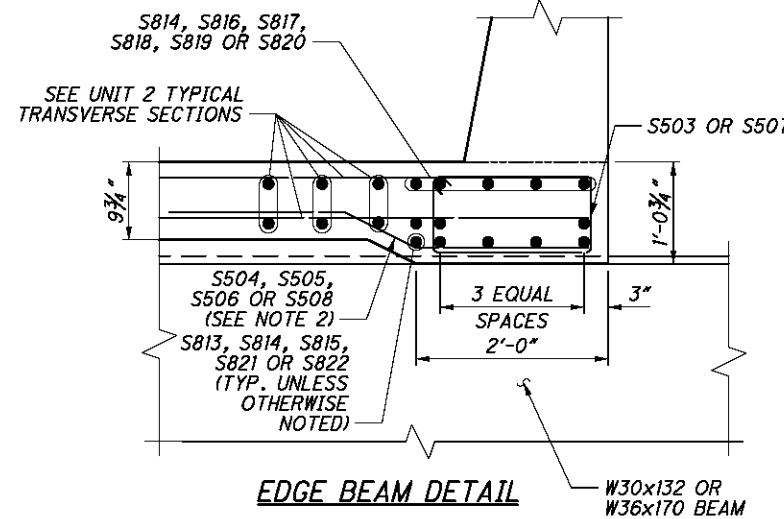 S814, S816, S817,
S818, S819 OR S820
SEE UNIT 2 TYPICAL
TRANSVERSE SECTIONS
S503 OR S507
9¾"
1'-0¾"
S504, S505,
S506 OR S508
(SEE NOTE 2)
3 EQUAL
SPACES
3"
2'-0"
S813, S814, S815,
S821 OR S822
(TYP. UNLESS
OTHERWISE
NOTED)
EDGE BEAM DETAIL
W30x132 OR
W36x170 BEAM